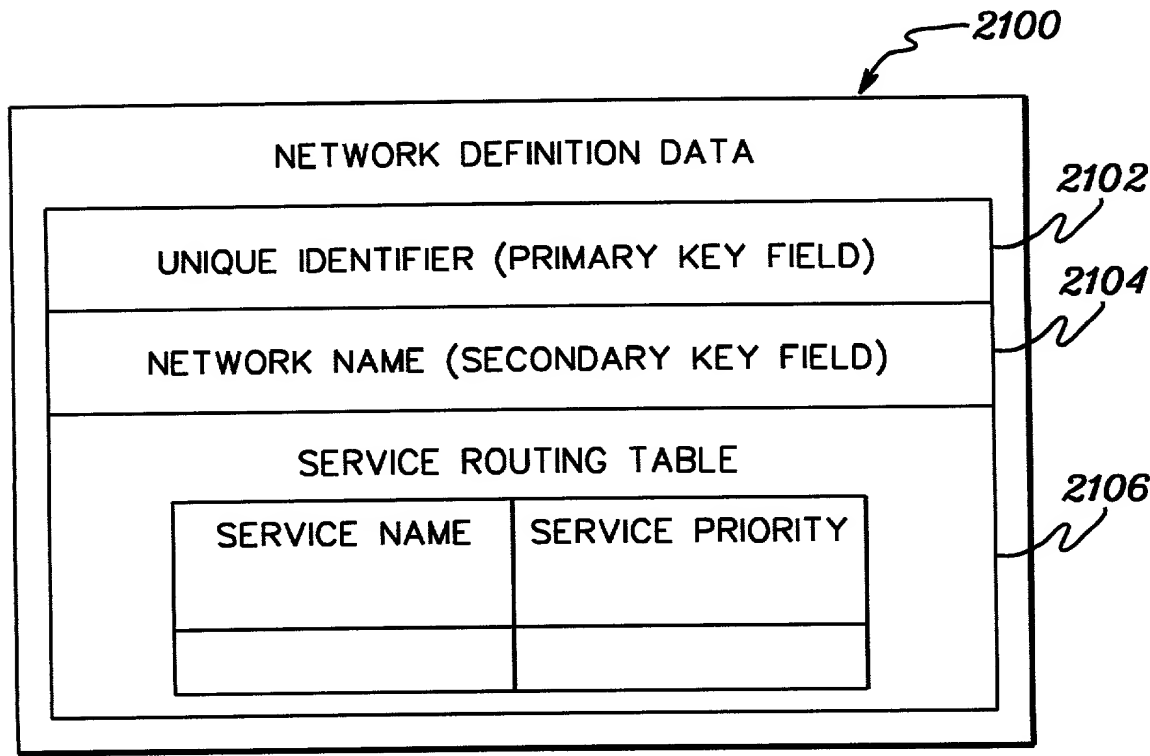 2100
NETWORK DEFINITION DATA
2102
UNIQUE IDENTIFIER (PRIMARY KEY FIELD)
2104
NETWORK NAME (SECONDARY KEY FIELD)
SERVICE ROUTING TABLE
2106
SERVICE NAME
SERVICE PRIORITY